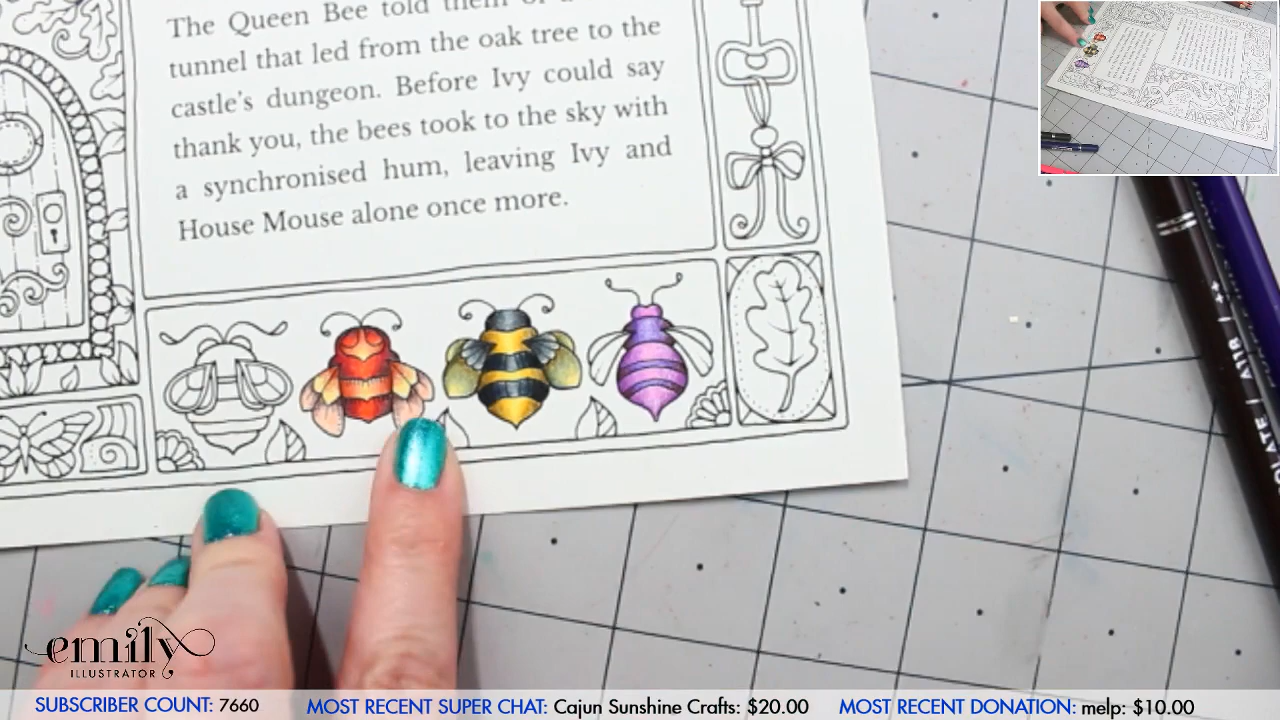 The Queen Bee told them of a
tunnel that led from the oak tree to the
castle's dungeon. Before Ivy could say
thank you, the bees took to the sky with
a synchronised hum, leaving Ivy and
House Mouse alone once more.
emily
ILLUSTRATOR
SUBSCRIBER COUNT: 7660 MOST RECENT SUPER CHAT: Cajun Sunshine Crafts: $20.00 MOST RECENT DONATION: melp: $10.00